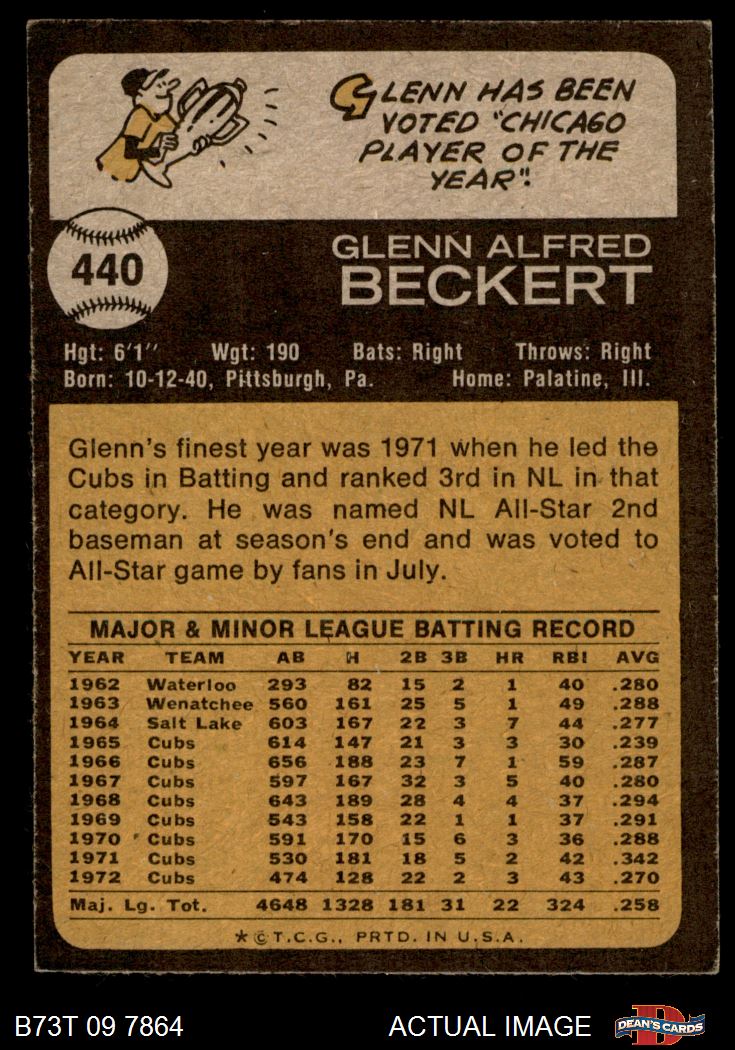 GLENN HAS BEEN
VOTED "CHICAGO
PLAYER OF THE
YEAR".
440
GLENN ALFRED
BECKERT
Hgt: 6'1" Wgt: 190 Bats: Right Throws: Right
Born: 10-12-40, Pittsburgh, Pa. Home: Palatine, Ill.
Glenn's finest year was 1971 when he led the
Cubs in Batting and ranked 3rd in NL in that
category. He was named NL All-Star 2nd
baseman at season's end and was voted to
All-Star game by fans in July.
MAJOR & MINOR LEAGUE BATTING RECORD
YEAR TEAM AB H 2B 3B HR RBI AVG
1962 Waterloo 293 82 15 2 1 40 .280
1963 Wenatchee 560 161 25 5 1 49 .288
1964 Salt Lake 603 167 22 3 7 44 .277
1965 Cubs 614 147 21 3 3 30 .239
1966 Cubs 656 188 23 7 1 59 .287
1967 Cubs 597 167 32 3 5 40 .280
1968 Cubs 643 189 28 4 4 37 .294
1969 Cubs 543 158 22 1 1 37 .291
1970 Cubs 591 170 15 6 3 36 .288
1971 Cubs 530 181 18 5 2 42 .342
1972 Cubs 474 128 22 2 3 43 .270
Maj. Lg. Tot. 4648 1328 181 31 22 324 .258
* © T.C.G., PRTD. IN U.S.A.
B73T 09 7864 ACTUAL IMAGE DEAN'S CARDS